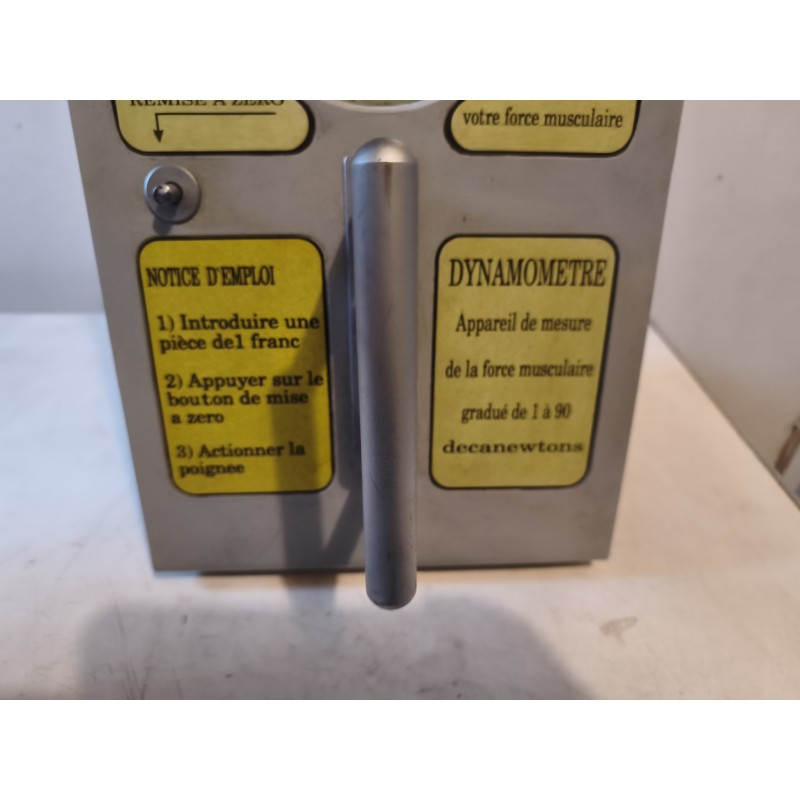 REMISE A ZERO
votre force musculaire
NOTICE D'EMPLOI
1) Introduire une
pièce de1 franc
2) Appuyer sur le
bouton de mise
a zero
3) Actionner la
poignee
DYNAMOMETRE
Appareil de mesure
de la force musculaire
gradué de 1 à 90
decanewtons